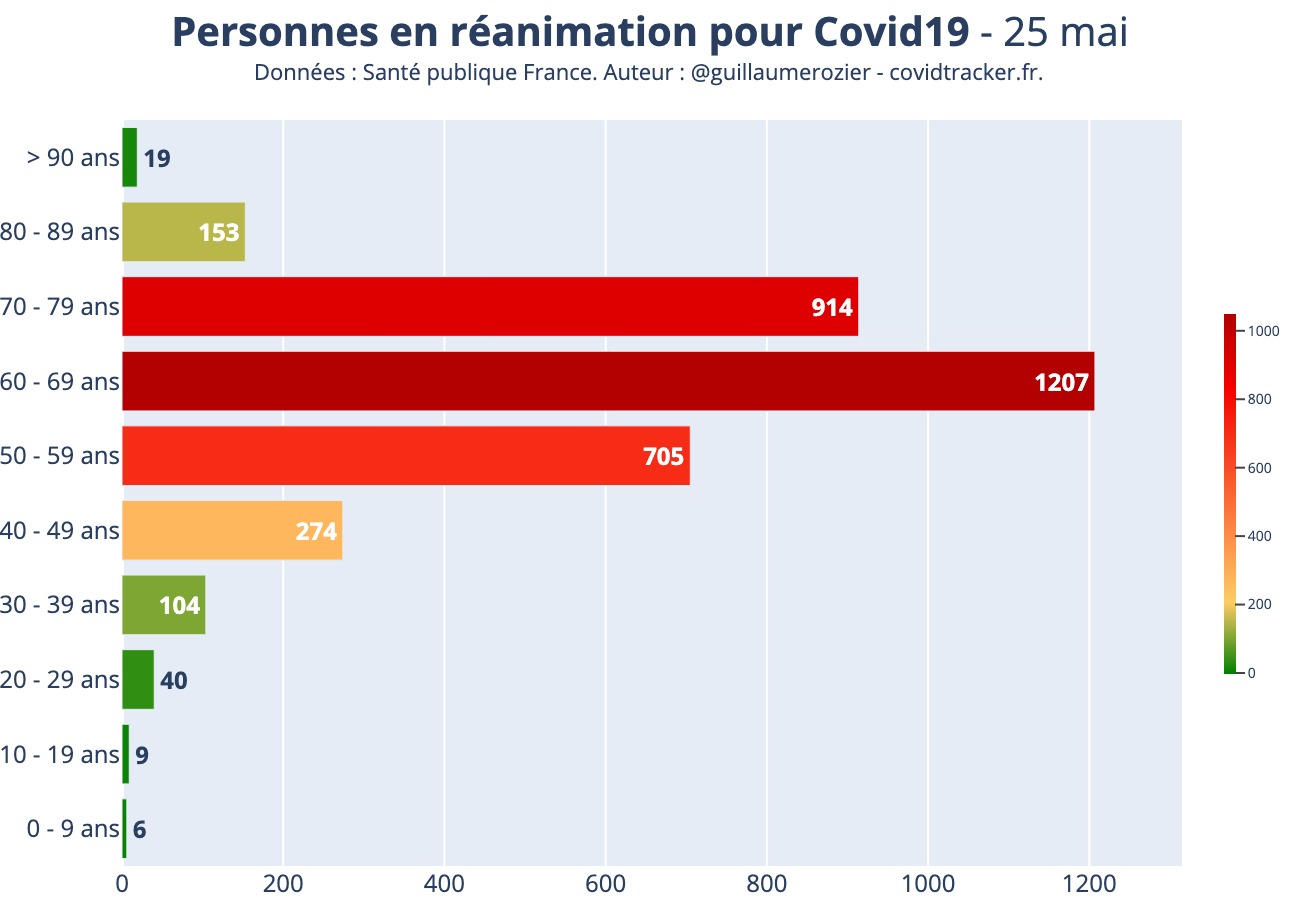 Personnes en réanimation pour Covid19 - 25 mai
Données : Santé publique France. Auteur : @guillaumerozier - covidtracker.fr.
> 90 ans 19
80 - 89 ans 153
70 - 79 ans 914
60 - 69 ans 1207
50 - 59 ans 705
40 - 49 ans 274
30 - 39 ans 104
20 - 29 ans 40
10 - 19 ans 9
0 - 9 ans 6
0 200 400 600 800 1000 1200
1000
800
600
400
200
0